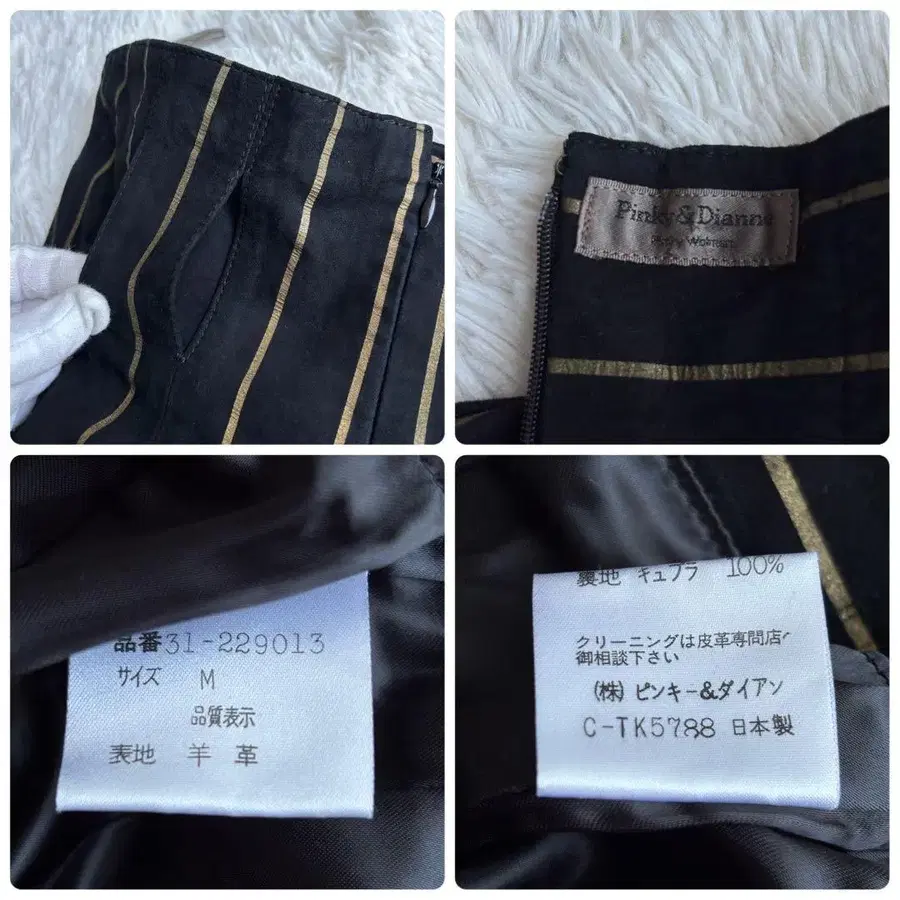 Pinky&Dianne
品番31-229013
サイズ M
品質表示
表地 羊 革
裏地 キュプラ 100%
クリーニングは皮革専門店
御相談下さい
(株)ピンキー&ダイアン
C-TK5788 日本製